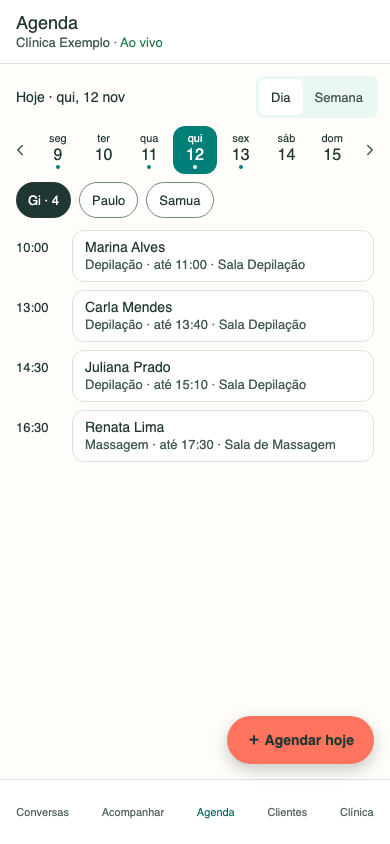 Agenda
Clínica Exemplo · Ao vivo
Hoje · qui, 12 nov
Dia
Semana
seg
9
ter
10
qua
11
qui
12
sex
13
sáb
14
dom
15
Gi · 4
Paulo
Samua
10:00
Marina Alves
Depilação · até 11:00 · Sala Depilação
13:00
Carla Mendes
Depilação · até 13:40 · Sala Depilação
14:30
Juliana Prado
Depilação · até 15:10 · Sala Depilação
16:30
Renata Lima
Massagem · até 17:30 · Sala de Massagem
+ Agendar hoje
Conversas
Acompanhar
Agenda
Clientes
Clínica